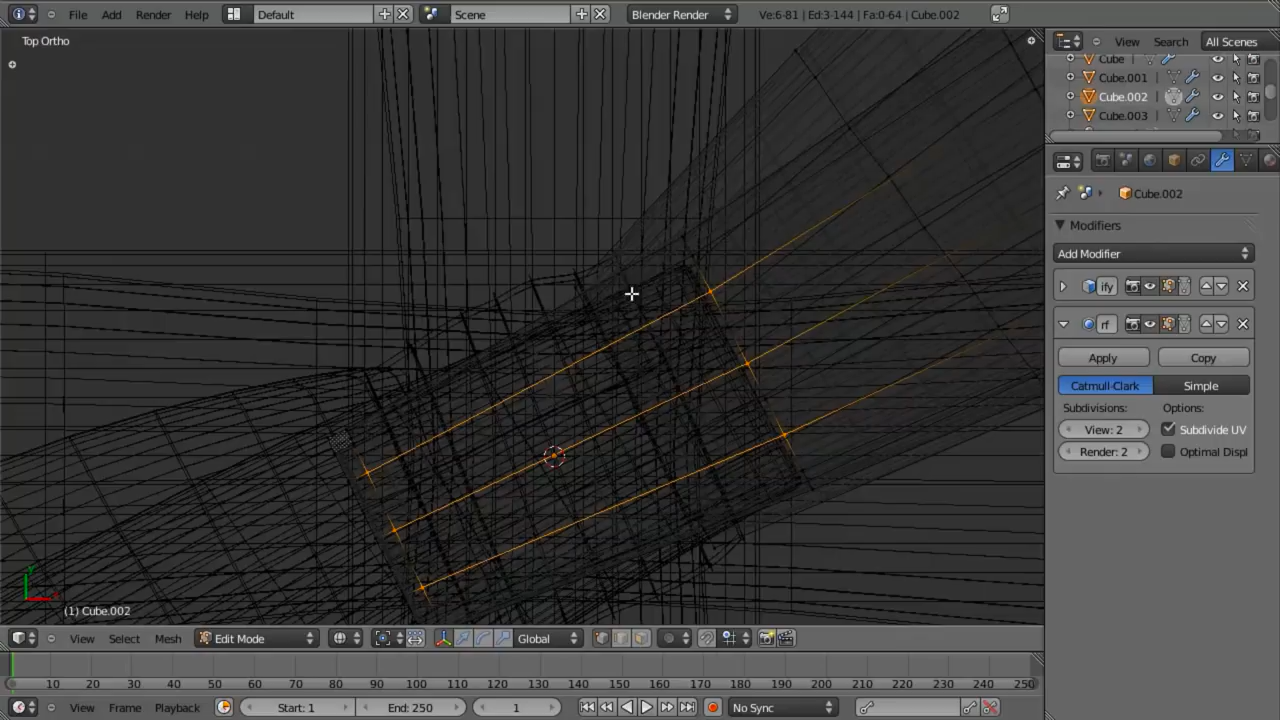 File Add Render Help Default Scene Blender Render Ve:6-81 | Ed:3-144 | Fa:0-64 | Cube.002
View Search All Scenes
Top Ortho
Cube
Cube.001
Cube.002
Cube.003
Cube.002
Modifiers
Add Modifier
ify
rf
Apply Copy
Catmull-Clark Simple
Subdivisions: Options:
View: 2 Subdivide UV
Render: 2 Optimal Displ
(1) Cube.002
View Select Mesh Edit Mode Global
10 20 30 40 50 60 70 80 90 100 110 120 130 140 150 160 170 180 190 200 210 220 230 240 250
View Frame Playback Start: 1 End: 250 1 No Sync